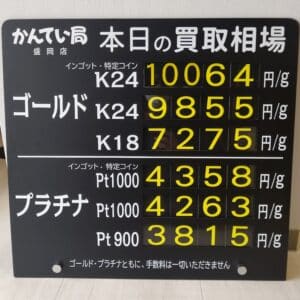 かんてい局
盛岡店
本日の買取相場
インゴット・特定コイン
K24 10064 円/g
ゴールド K24 9855 円/g
K18 7275 円/g
インゴット・特定コイン
Pt1000 4358 円/g
プラチナ Pt1000 4263 円/g
Pt900 3815 円/g
ゴールド・プラチナともに、手数料は一切いただきません